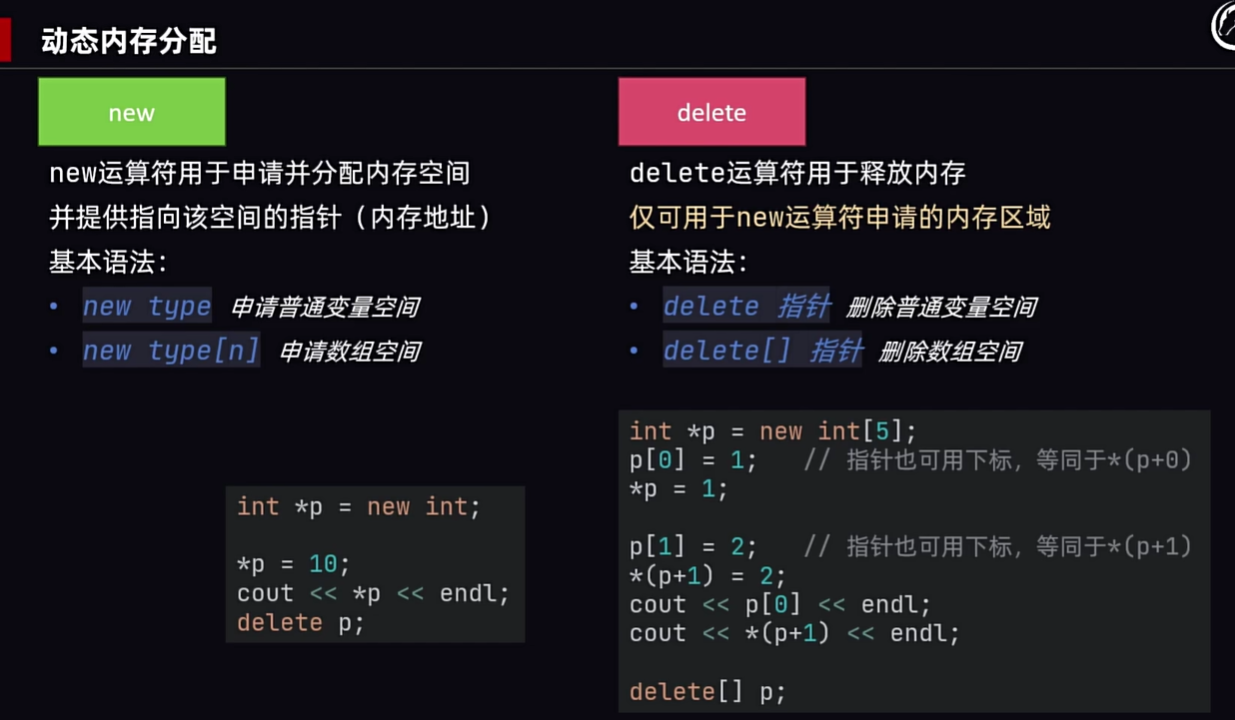 动态内存分配
new
new运算符用于申请并分配内存空间
并提供指向该空间的指针（内存地址）
基本语法：
• new type 申请普通变量空间
• new type[n] 申请数组空间
int *p = new int;
*p = 10;
cout << *p << endl;
delete p;
delete
delete运算符用于释放内存
仅可用于new运算符申请的内存区域
基本语法：
• delete 指针 删除普通变量空间
• delete[] 指针 删除数组空间
int *p = new int[5];
p[0] = 1; // 指针也可用下标，等同于*(p+0)
*p = 1;
p[1] = 2; // 指针也可用下标，等同于*(p+1)
*(p+1) = 2;
cout << p[0] << endl;
cout << *(p+1) << endl;
delete[] p;